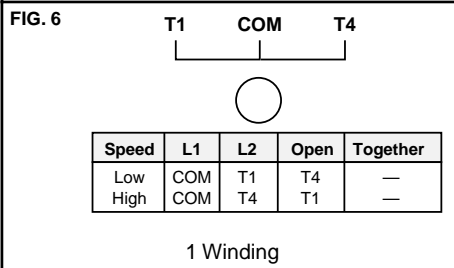 FIG. 6
T1 COM T4
Speed L1 L2 Open Together
Low COM T1 T4 —
High COM T4 T1 —
1 Winding